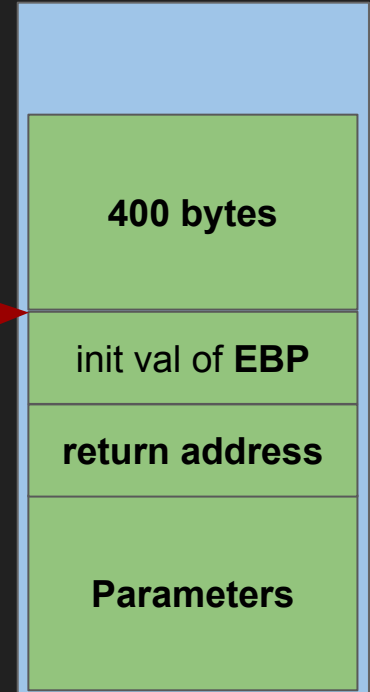 400 bytes
init val of EBP
return address
Parameters